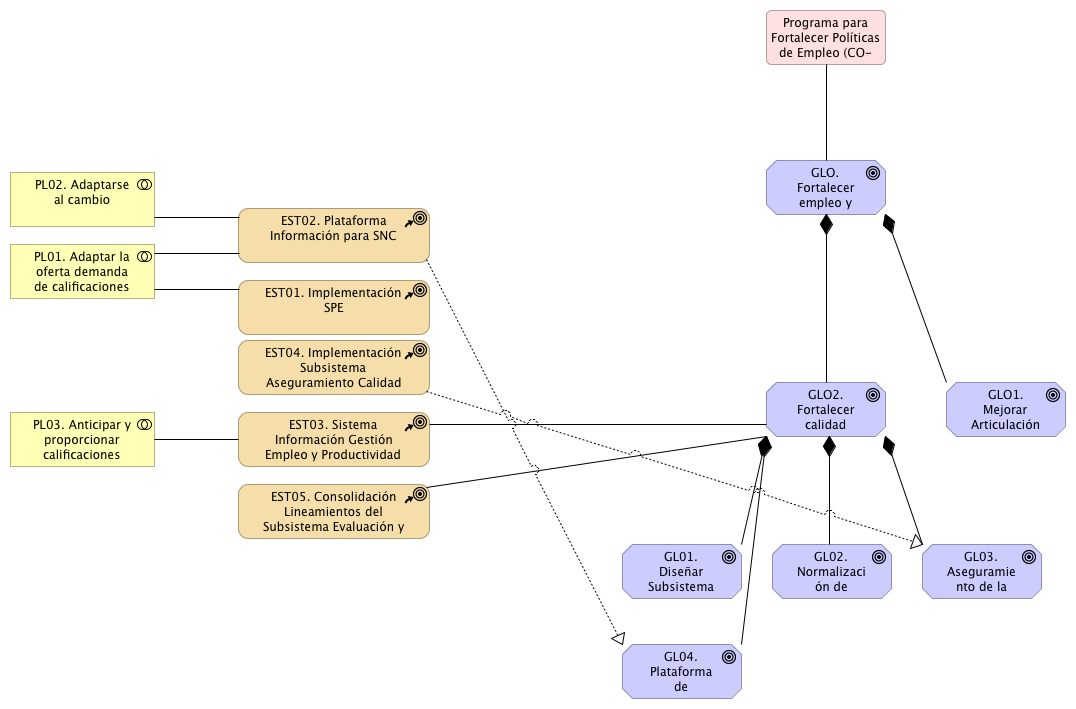 Programa para
Fortalecer Políticas
de Empleo (CO-
GLO.
Fortalecer
empleo y
PL02. Adaptarse
al cambio
EST02. Plataforma
Información para SNC
PL01. Adaptar la
oferta demanda
de calificaciones
EST01. Implementación
SPE
EST04. Implementación
Subsistema
Aseguramiento Calidad
GLO2.
Fortalecer
calidad
GLO1.
Mejorar
Articulación
PL03. Anticipar y
proporcionar
calificaciones
EST03. Sistema
Información Gestión
Empleo y Productividad
EST05. Consolidación
Lineamientos del
Subsistema Evaluación y
GL01.
Diseñar
Subsistema
GL02.
Normalizaci
ón de
GL03.
Aseguramie
nto de la
GL04.
Plataforma
de